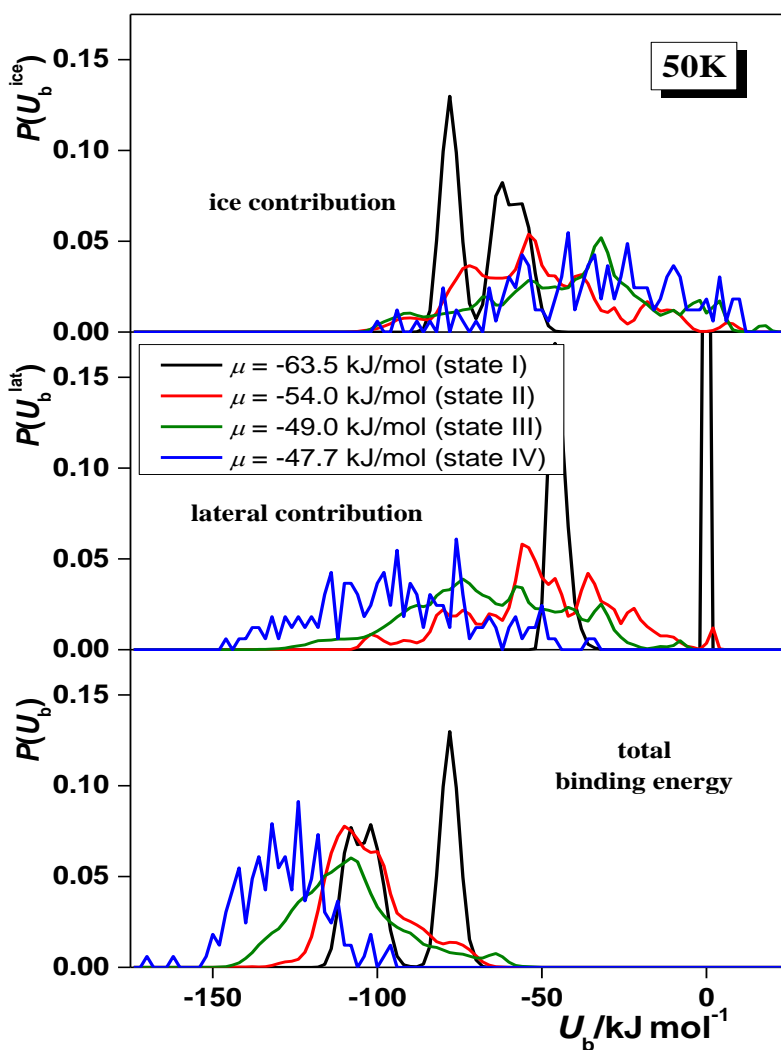 50K
P(U_b^ice)
0.15
0.10
0.05
0.00
ice contribution
P(U_b^lat)
0.15
0.10
0.05
0.00
μ = -63.5 kJ/mol (state I)
μ = -54.0 kJ/mol (state II)
μ = -49.0 kJ/mol (state III)
μ = -47.7 kJ/mol (state IV)
lateral contribution
P(U_b)
0.15
0.10
0.05
0.00
total
binding energy
-150 -100 -50 0
U_b/kJ mol^-1